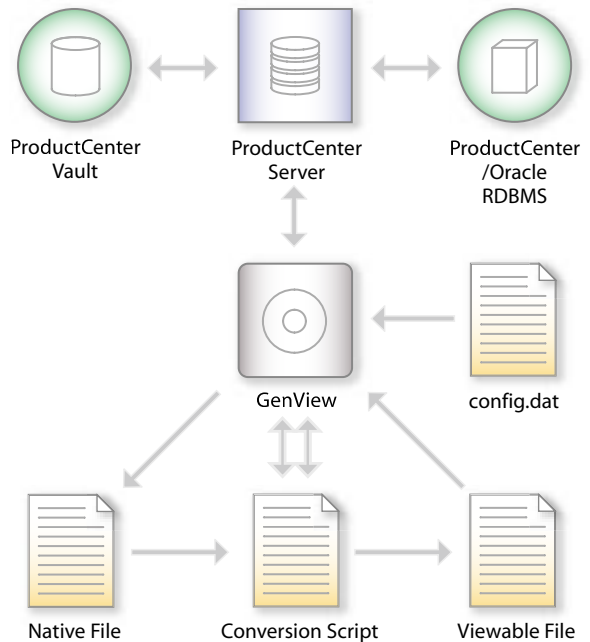 ProductCenter
Vault
ProductCenter
Server
ProductCenter
/Oracle
RDBMS
GenView
config.dat
Native File
Conversion Script
Viewable File